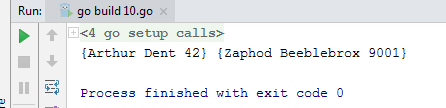 Run: go build 10.go
<4 go setup calls>
{Arthur Dent 42} {Zaphod Beeblebrox 9001}
Process finished with exit code 0